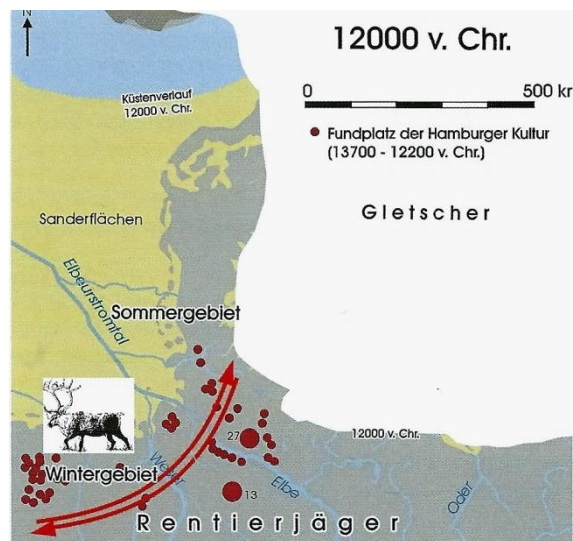 12000 v. Chr.
N
0 500 kr
Fundplatz der Hamburger Kultur
(13700 - 12200 v. Chr.)
Küstenverlauf
12000 v. Chr.
Gletscher
Sanderflächen
Elbeurstromtal
Sommergebiet
12000 v. Chr.
27
Wintergebiet
Weser
Elbe
13
Oder
Rentierjäger